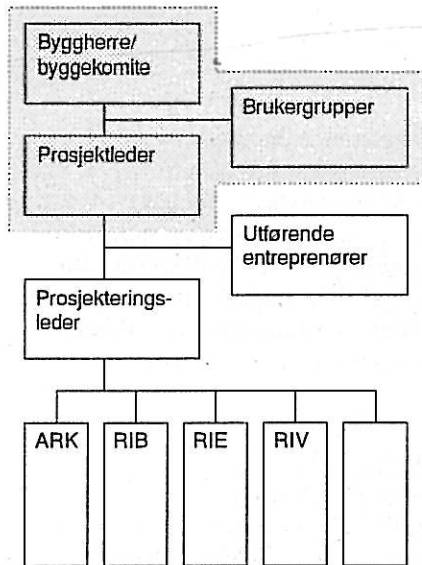 Byggherre/
byggekomite
Brukergrupper
Prosjektleder
Utførende
entreprenører
Prosjekterings-
leder
ARK
RIB
RIE
RIV